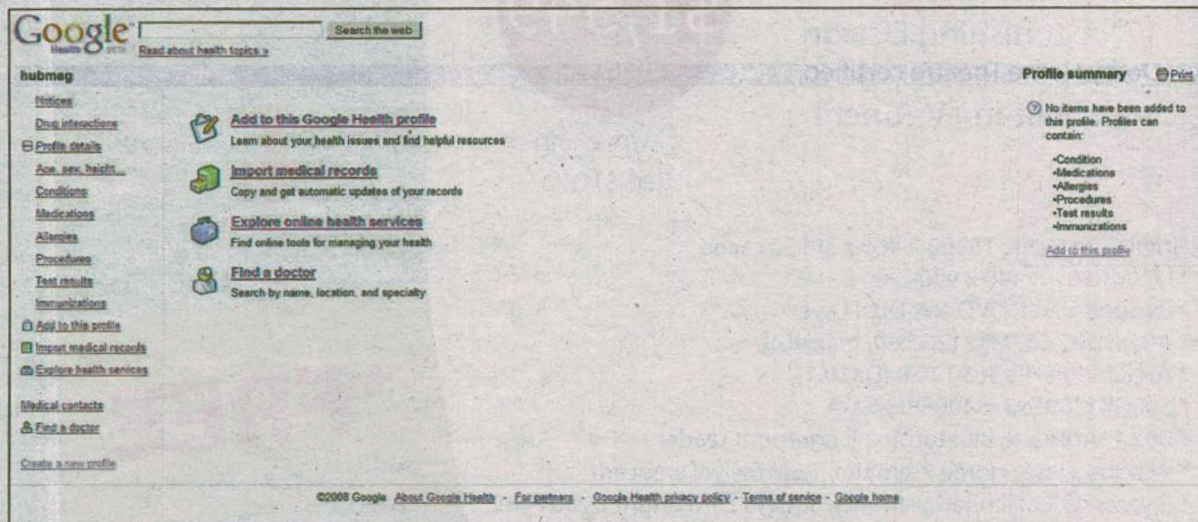 Google
Health BETA
Search the web
Read about health topics »
hubmag
Notices
Drug interactions
Profile details
Age, sex, height...
Conditions
Medications
Allergies
Procedures
Test results
Immunizations
Add to this profile
Import medical records
Explore health services
Medical contacts
Find a doctor
Create a new profile
Add to this Google Health profile
Learn about your health issues and find helpful resources
Import medical records
Copy and get automatic updates of your records
Explore online health services
Find online tools for managing your health
Find a doctor
Search by name, location, and specialty
Profile summary
Print
No items have been added to
this profile. Profiles can
contain:
•Condition
•Medications
•Allergies
•Procedures
•Test results
•Immunizations
Add to this profile
©2008 Google About Google Health - For partners - Google Health privacy policy - Terms of service - Google home